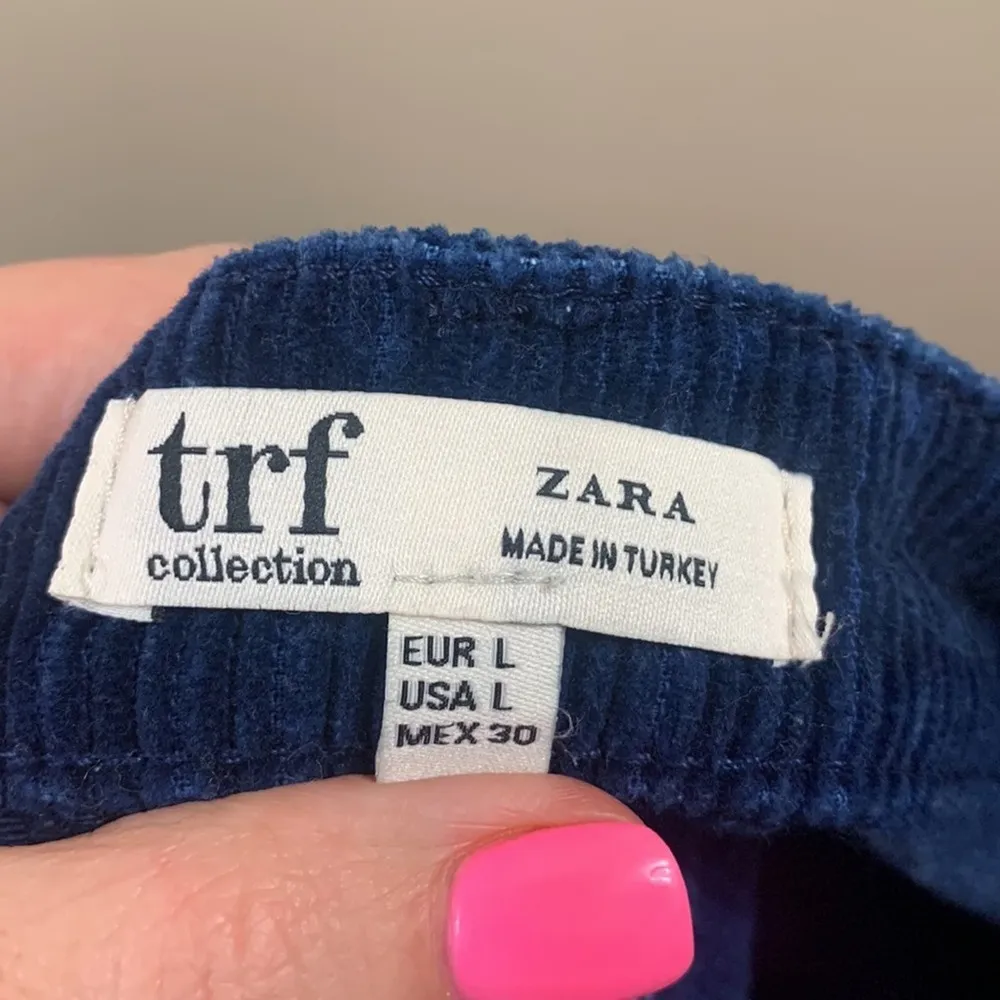 trf
collection
ZARA
MADE IN TURKEY
EUR L
USA L
MEX 30